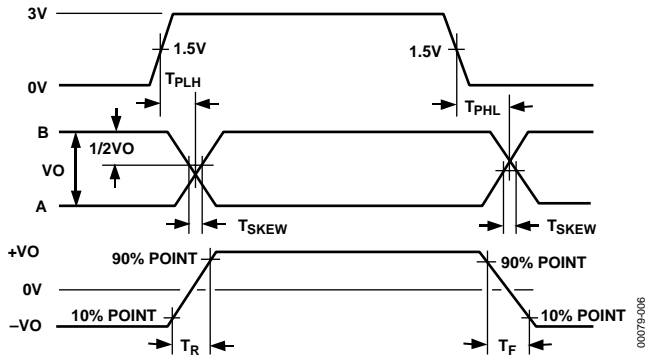 3V
1.5V
1.5V
0V
TPLH
TPHL
B
1/2VO
VO
A
TSKEW
TSKEW
+VO
90% POINT
90% POINT
0V
10% POINT
10% POINT
–VO
TR
TF
00079-006